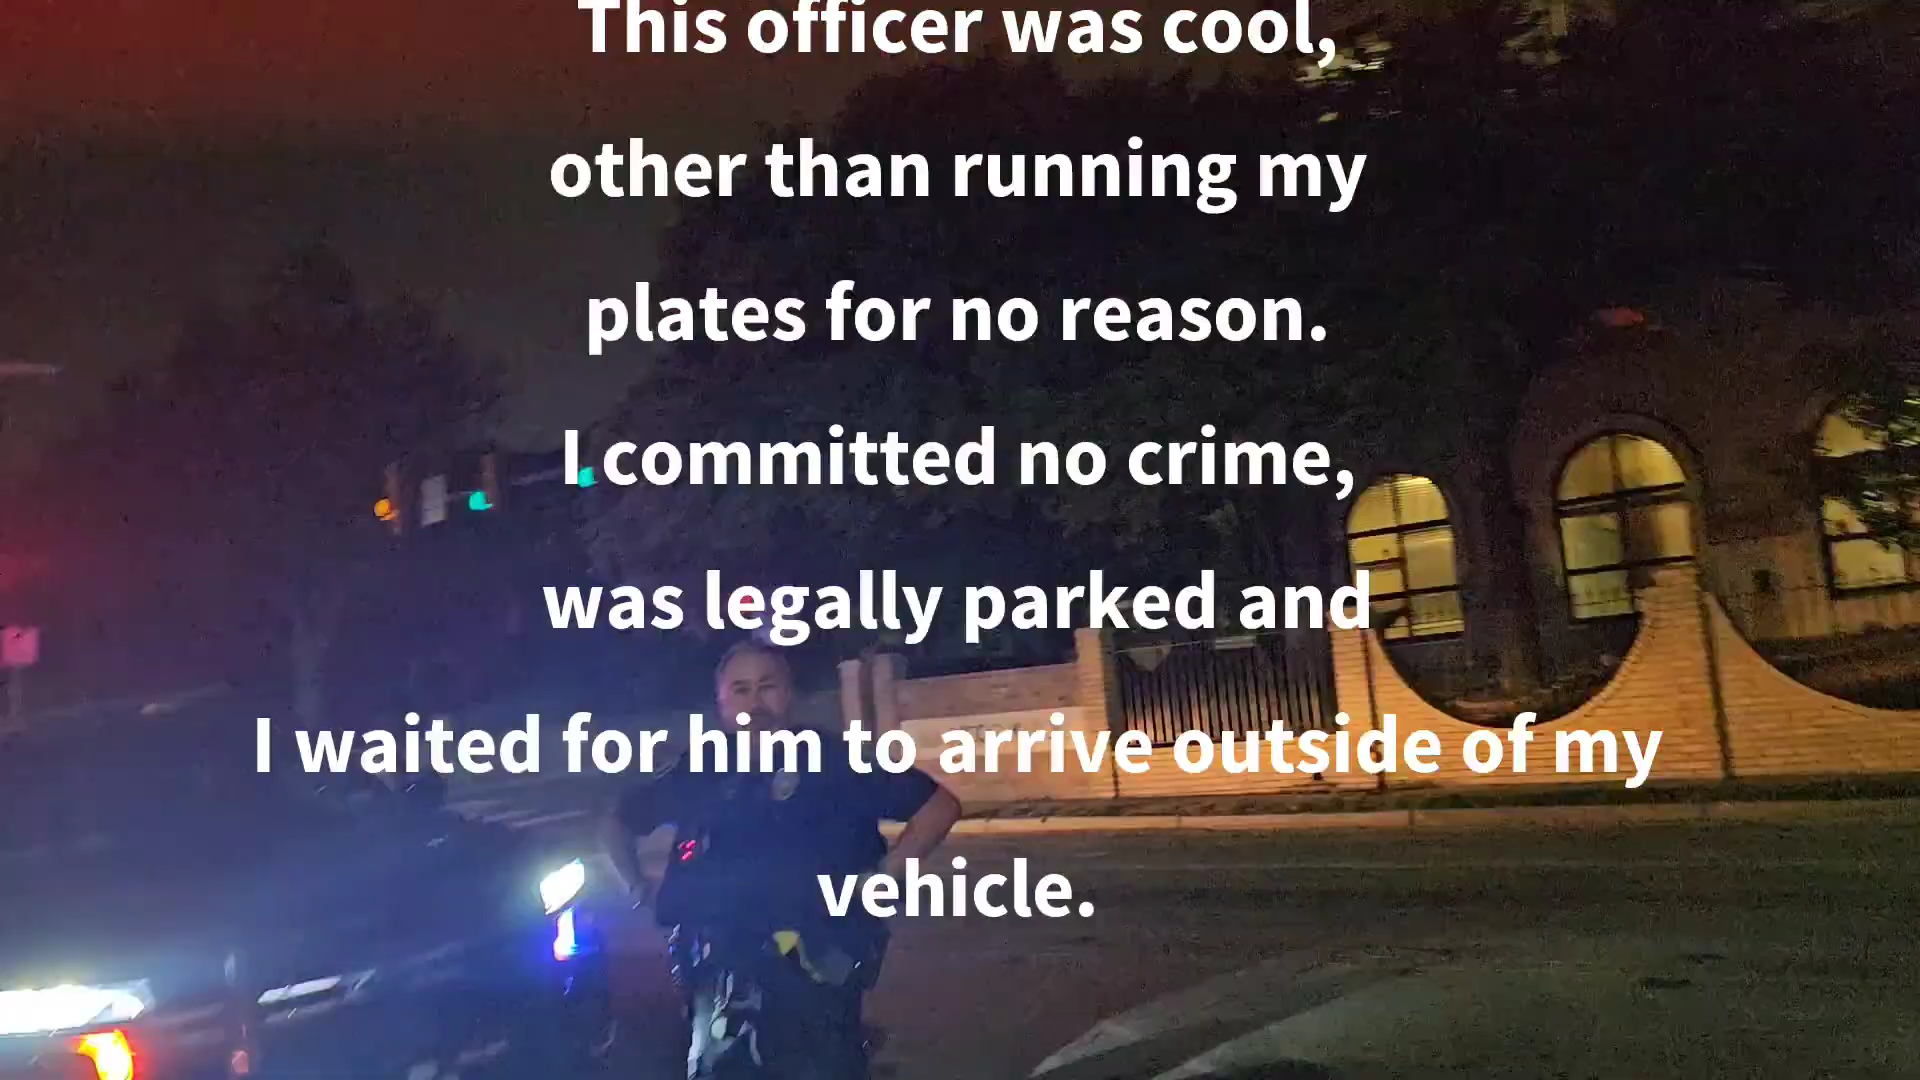 This officer was cool,
other than running my
plates for no reason.
I committed no crime,
was legally parked and
I waited for him to arrive outside of my
vehicle.